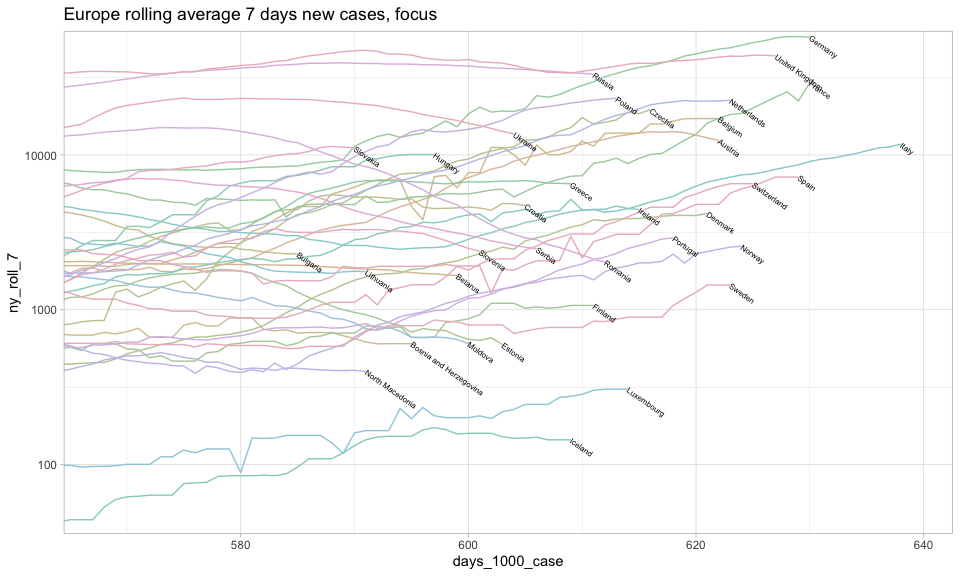 Europe rolling average 7 days new cases, focus
ny_roll_7
10000
1000
100
Germany
United Kingdom
France
Russia
Poland
Netherlands
Czechia
Belgium
Ukraine
Austria
Italy
Slovakia
Hungary
Spain
Switzerland
Greece
Croatia
Ireland
Denmark
Portugal
Norway
Serbia
Slovenia
Bulgaria
Romania
Lithuania
Belarus
Sweden
Finland
Moldova
Estonia
Bosnia and Herzegovina
North Macedonia
Luxembourg
Iceland
580
600
620
640
days_1000_case